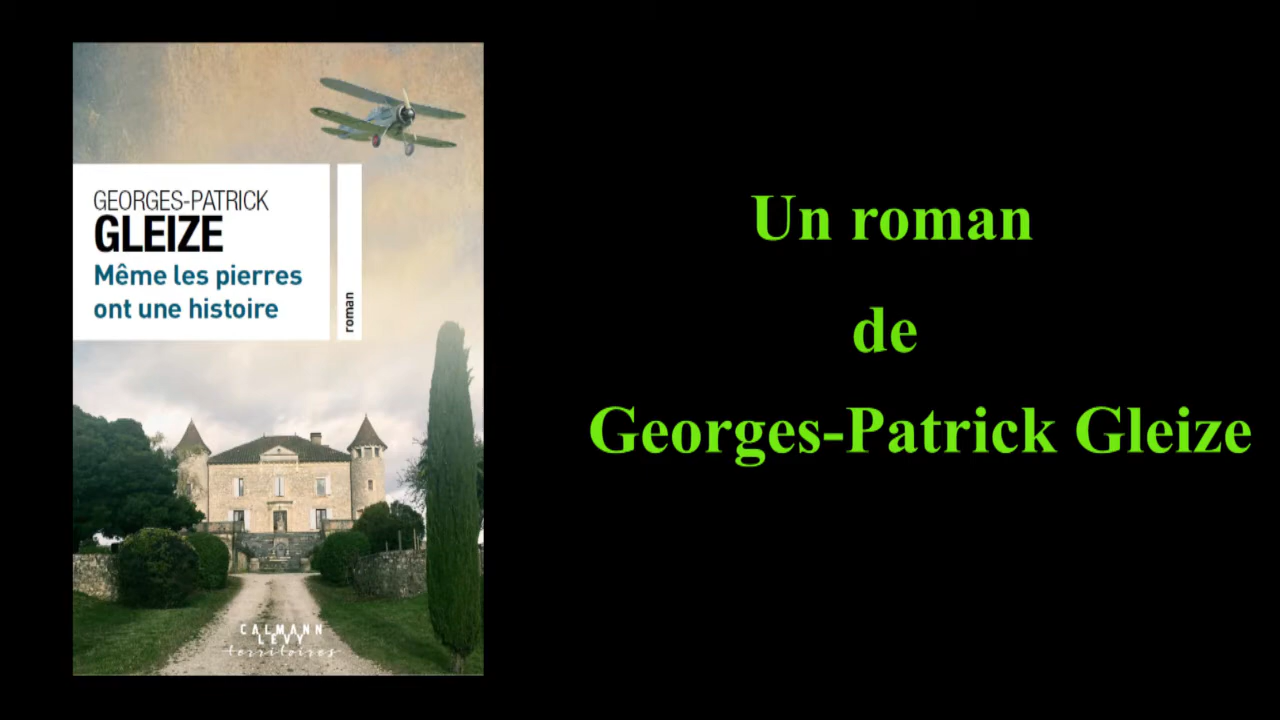 GEORGES-PATRICK
GLEIZE
Même les pierres
ont une histoire
roman
CALMANN
LEVY
territoires
Un roman
de
Georges-Patrick Gleize